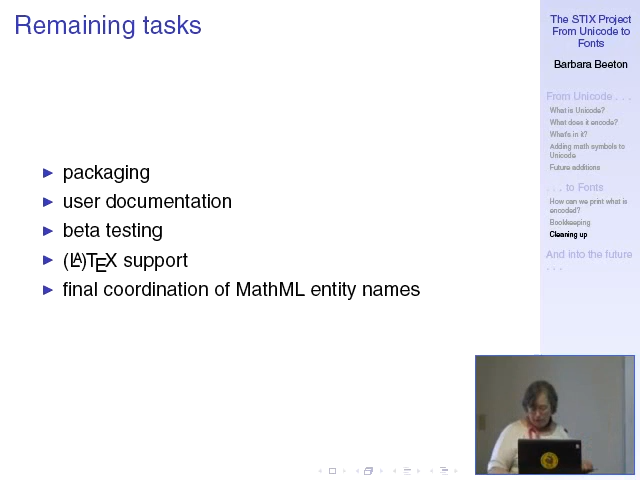 Remaining tasks
packaging
user documentation
beta testing
(LA)TEX support
final coordination of MathML entity names
The STIX Project
From Unicode to
Fonts
Barbara Beeton
From Unicode . . .
What is Unicode?
What does it encode?
What's in it?
Adding math symbols to
Unicode
Future additions
. . . to Fonts
How can we print what is
encoded?
Bookkeeping
Cleaning up
And into the future
. . .